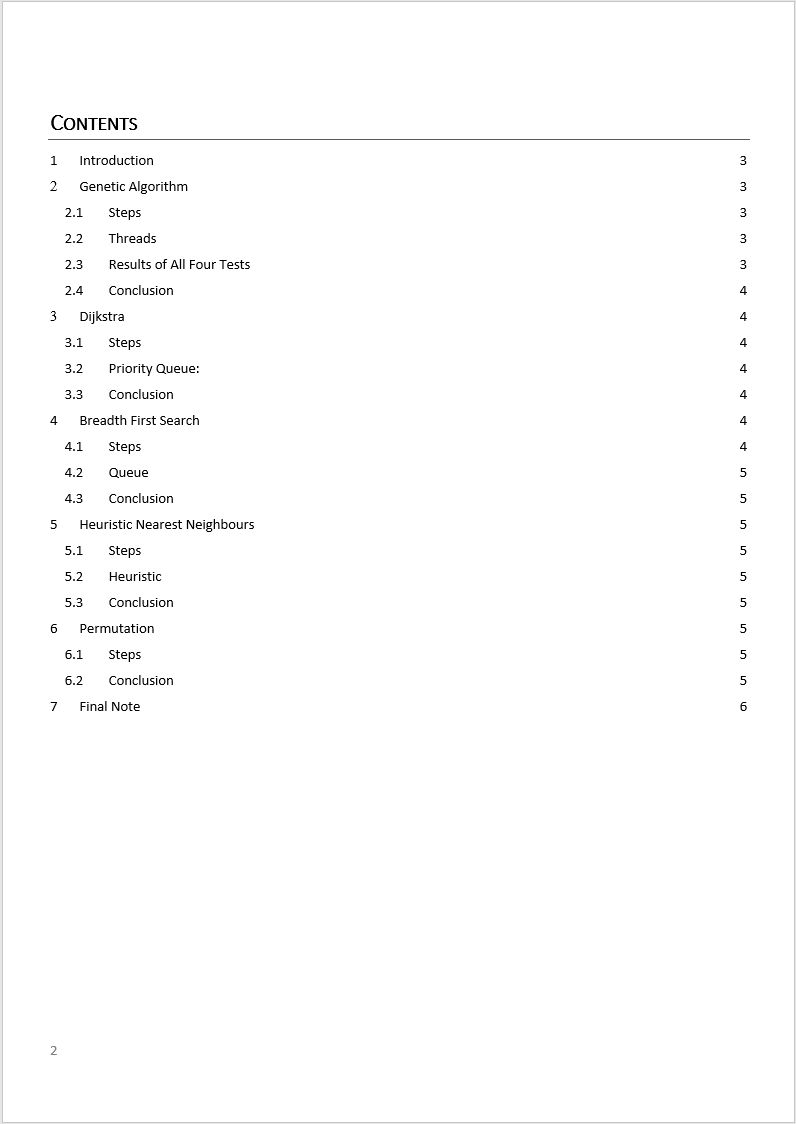 CONTENTS
1 Introduction 3
2 Genetic Algorithm 3
2.1 Steps 3
2.2 Threads 3
2.3 Results of All Four Tests 3
2.4 Conclusion 4
3 Dijkstra 4
3.1 Steps 4
3.2 Priority Queue: 4
3.3 Conclusion 4
4 Breadth First Search 4
4.1 Steps 4
4.2 Queue 5
4.3 Conclusion 5
5 Heuristic Nearest Neighbours 5
5.1 Steps 5
5.2 Heuristic 5
5.3 Conclusion 5
6 Permutation 5
6.1 Steps 5
6.2 Conclusion 5
7 Final Note 6
2